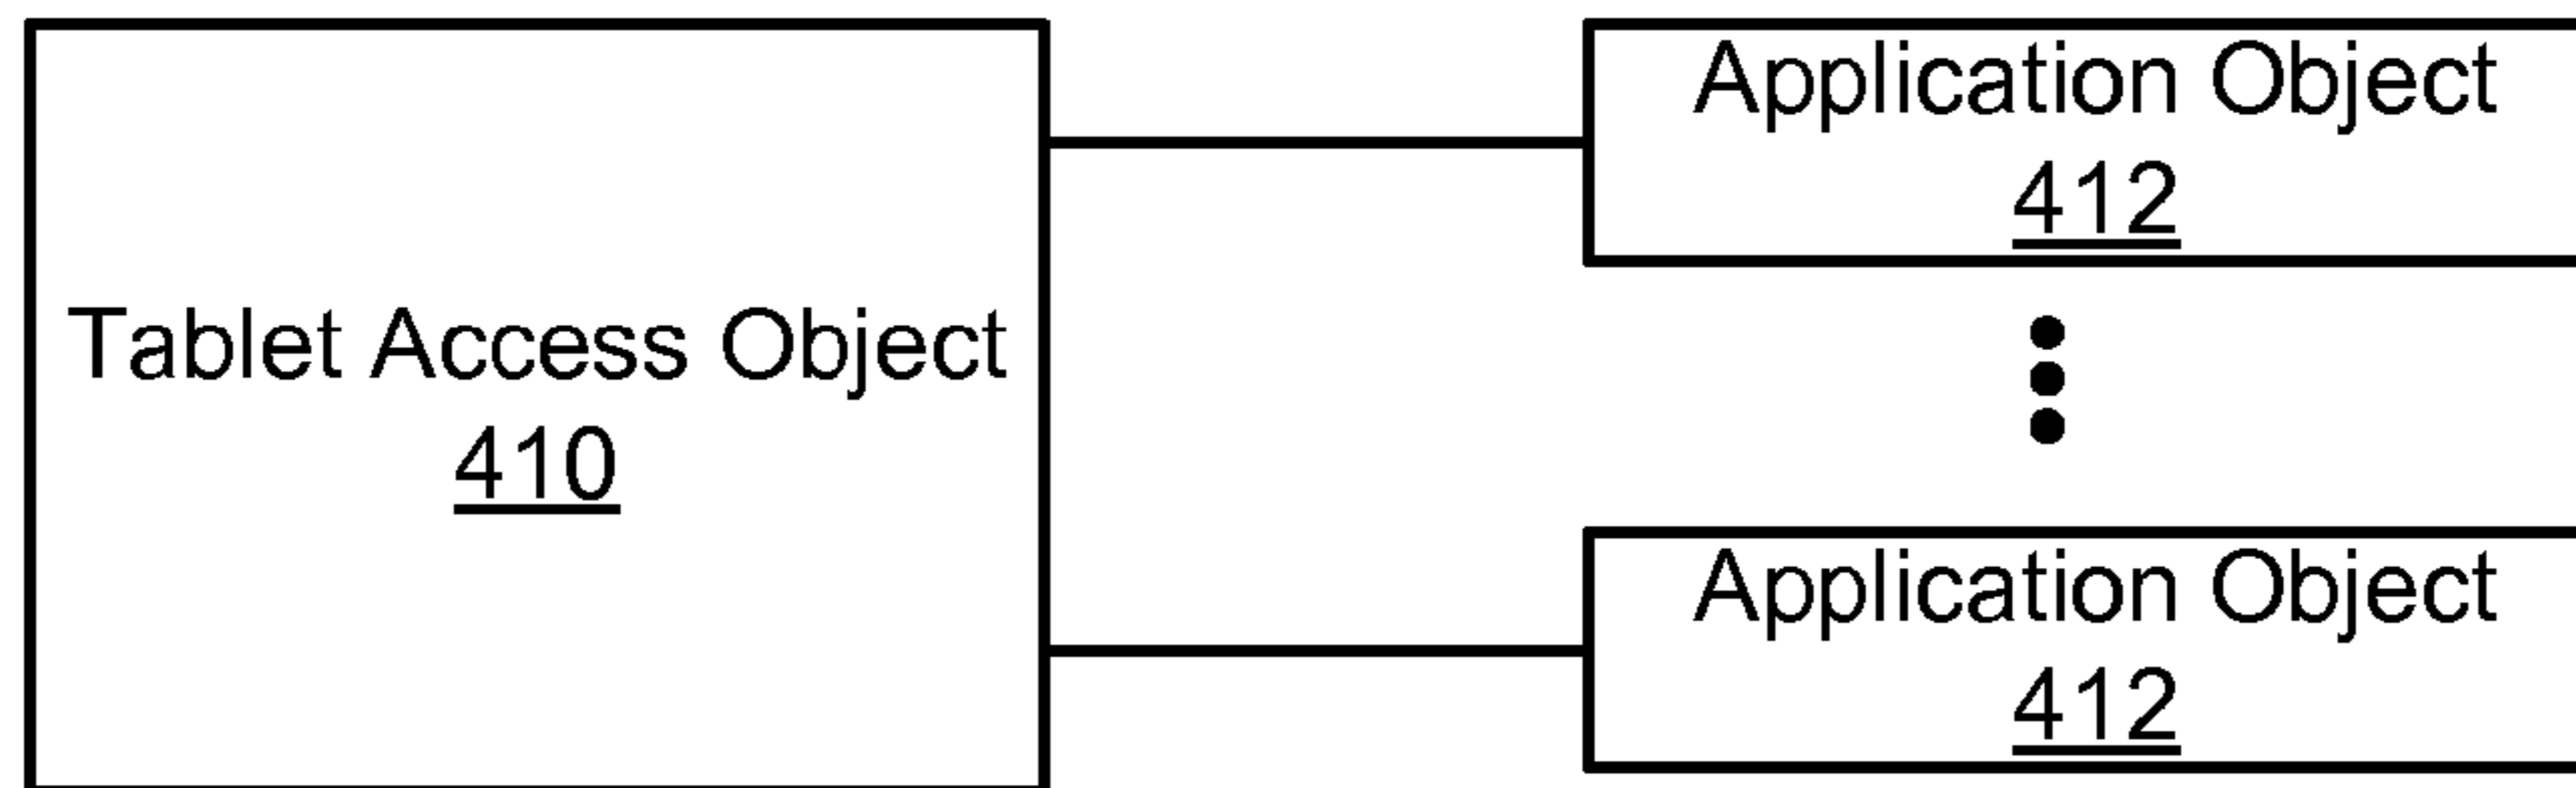 Tablet Access Object
410
Application Object
412
Application Object
412